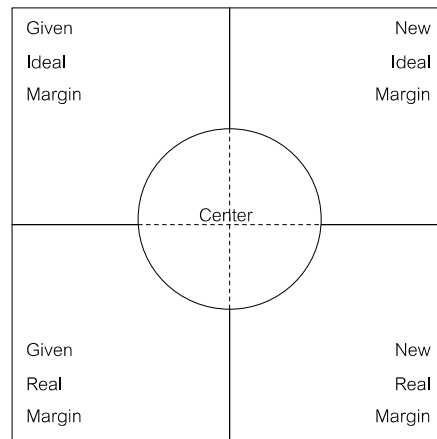 Given
Ideal
Margin
New
Ideal
Margin
Center
Given
Real
Margin
New
Real
Margin